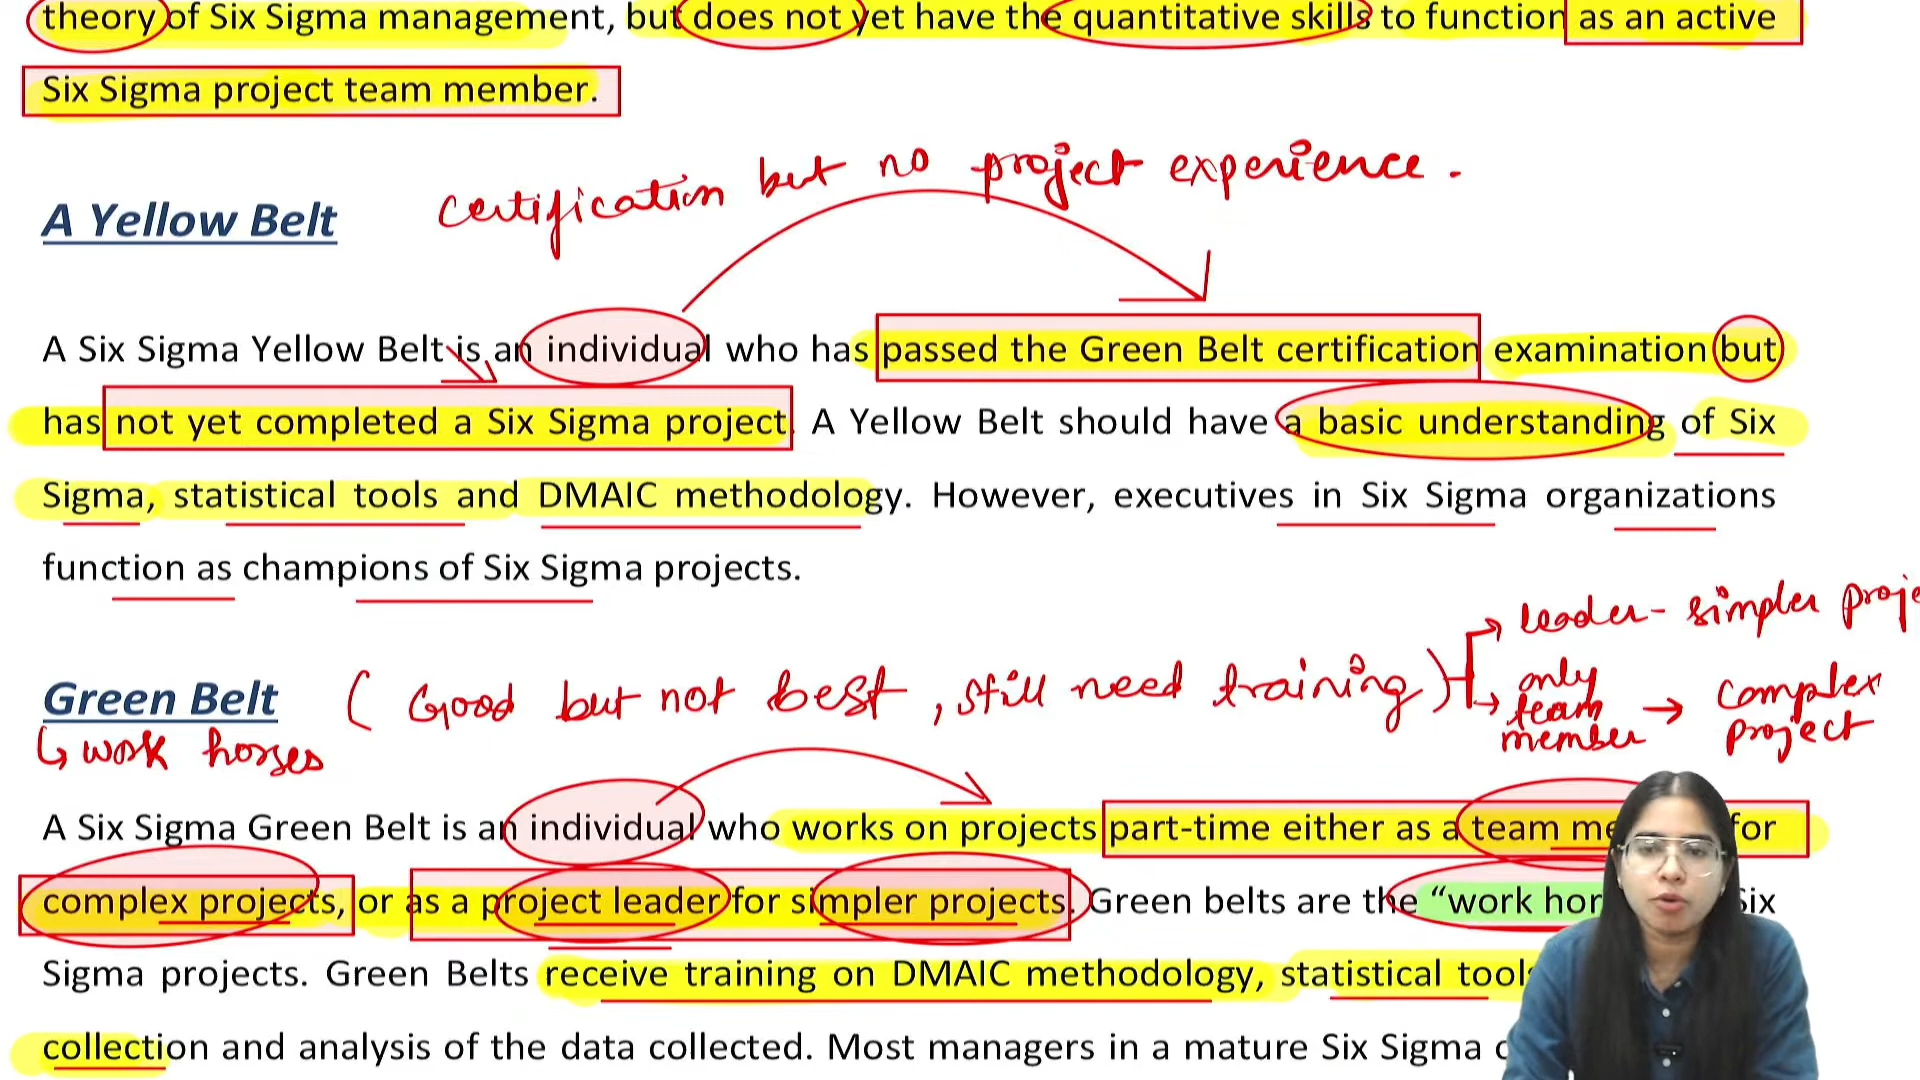 theory of Six Sigma management, but does not yet have the quantitative skills to function as an active
Six Sigma project team member.
certification but no project experience.
A Yellow Belt
A Six Sigma Yellow Belt is an individual who has passed the Green Belt certification examination but
has not yet completed a Six Sigma project. A Yellow Belt should have a basic understanding of Six
Sigma, statistical tools and DMAIC methodology. However, executives in Six Sigma organizations
function as champions of Six Sigma projects.
leader - simpler
Green Belt (Good but not best, still need training)
only team member → complex project
↳ work horses
A Six Sigma Green Belt is an individual who works on projects part-time either as a team for
complex projects, or as a project leader for simpler projects. Green belts are the "work Six
Sigma projects. Green Belts receive training on DMAIC methodology, statistical
collection and analysis of the data collected. Most managers in a mature Six Sigma